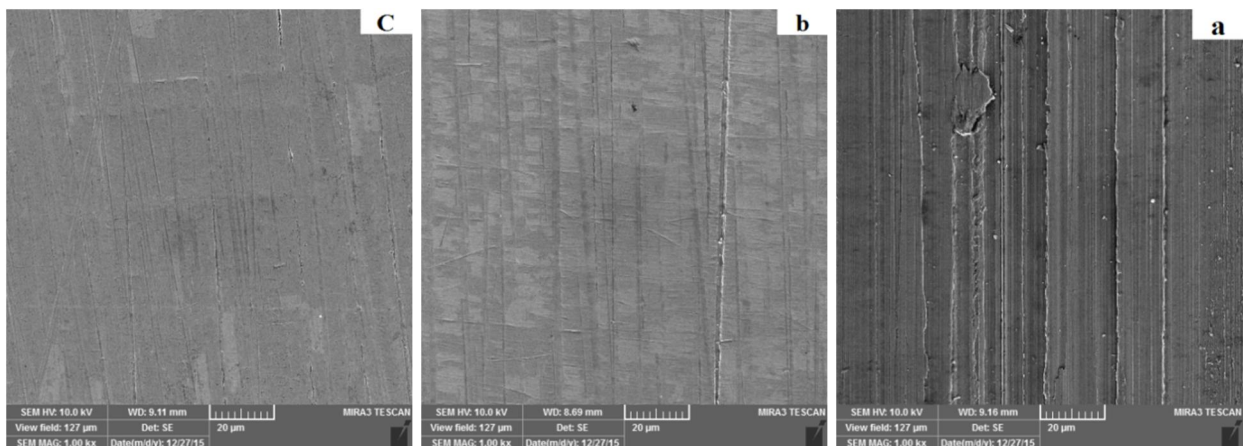 C
SEM HV: 10.0 kV WD: 9.11 mm MIRA3 TESCAN
View field: 127 µm Det: SE 20 µm
SEM MAG: 1.00 kx Date(m/d/y): 12/27/15
b
SEM HV: 10.0 kV WD: 8.69 mm MIRA3 TESCAN
View field: 127 µm Det: SE 20 µm
SEM MAG: 1.00 kx Date(m/d/y): 12/27/15
a
SEM HV: 10.0 kV WD: 9.16 mm MIRA3 TESCAN
View field: 127 µm Det: SE 20 µm
SEM MAG: 1.00 kx Date(m/d/y): 12/27/15